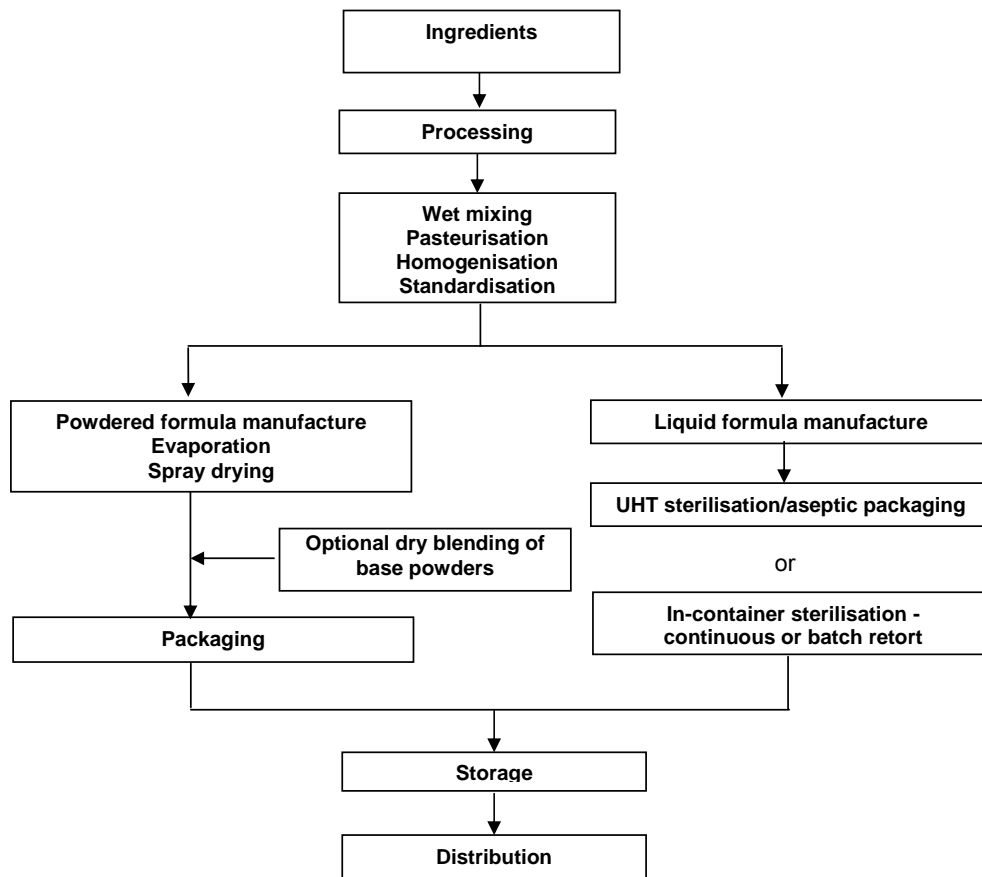 Ingredients
Processing
Wet mixing
Pasteurisation
Homogenisation
Standardisation
Powdered formula manufacture
Evaporation
Spray drying
Optional dry blending of
base powders
Packaging
Liquid formula manufacture
UHT sterilisation/aseptic packaging
or
In-container sterilisation -
continuous or batch retort
Storage
Distribution